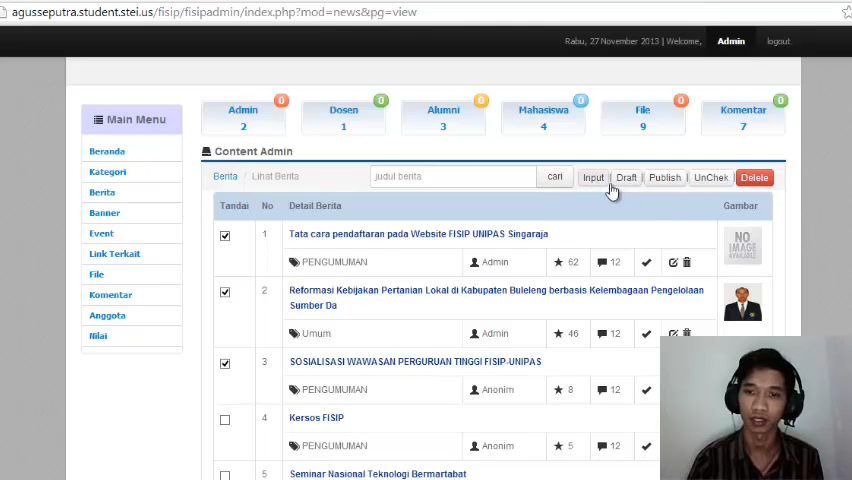 agusseputra.student.stei.us/fisip/fisipadmin/index.php?mod=news&pg=view
Rabu, 27 November 2013 | Welcome, Admin logout.
Main Menu
Beranda
Kategori
Berita
Banner
Event
Link Terkait
File
Komentar
Anggota
Nilai
Admin 0
2
Dosen 0
1
Alumni 0
3
Mahasiswa 0
4
File 0
9
Komentar 0
7
Content Admin
Berita / Lihat Berita judul berita cari Input | Draft | Publish | UnChek | Delete
Tandai No Detail Berita Gambar
1 Tata cara pendaftaran pada Website FISIP UNIPAS Singaraja
PENGUMUMAN Admin 62 12
NO IMAGE AVAILABLE
2 Reformasi Kebijakan Pertanian Lokal di Kabupaten Buleleng berbasis Kelembagaan Pengelolaan
Sumber Da
Umum Admin 46 12
3 SOSIALISASI WAWASAN PERGURUAN TINGGI FISIP-UNIPAS
PENGUMUMAN Anonim 8 12
4 Kersos FISIP
PENGUMUMAN Anonim 5 12
5 Seminar Nasional Teknologi Bermartabat